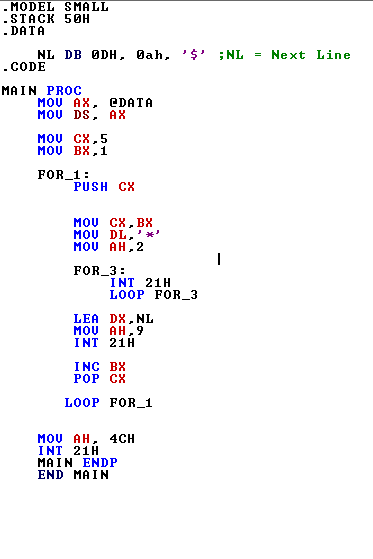 .MODEL SMALL
.STACK 50H
.DATA
NL DB 0DH, 0ah, '$' ;NL = Next Line
.CODE
MAIN PROC
MOV AX, @DATA
MOV DS, AX
MOV CX,5
MOV BX,1
FOR_1:
PUSH CX
MOV CX,BX
MOV DL,'*'
MOV AH,2
FOR_3:
INT 21H
LOOP FOR_3
LEA DX,NL
MOV AH,9
INT 21H
INC BX
POP CX
LOOP FOR_1
MOV AH, 4CH
INT 21H
MAIN ENDP
END MAIN